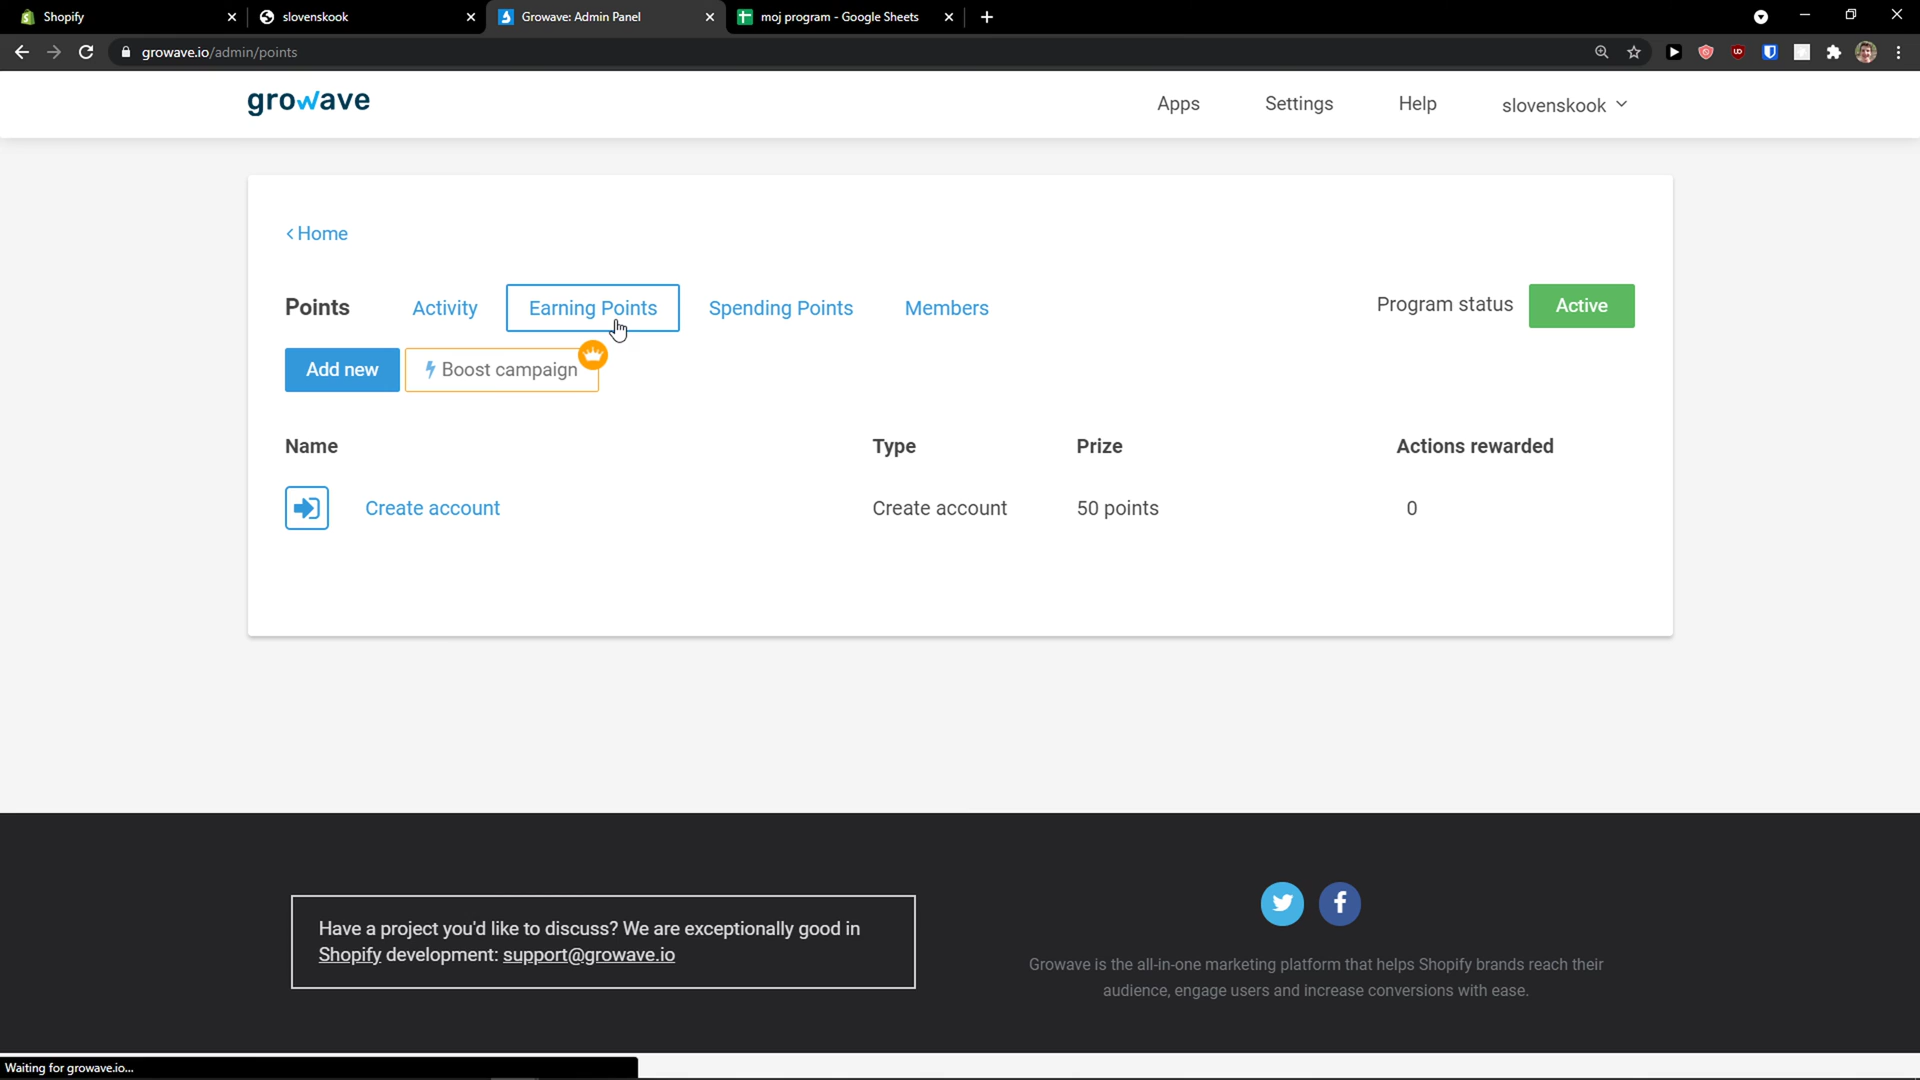 Shopify
slovenskook
Growave: Admin Panel
moj program - Google Sheets
growave.io/admin/points
growave
Apps
Settings
Help
slovenskook
Home
Points
Activity
Earning Points
Spending Points
Members
Program status
Active
Add new
Boost campaign
Name
Type
Prize
Actions rewarded
Create account
Create account
50 points
0
Have a project you'd like to discuss? We are exceptionally good in
Shopify development: support@growave.io
Growave is the all-in-one marketing platform that helps Shopify brands reach their
audience, engage users and increase conversions with ease.
Waiting for growave.io...